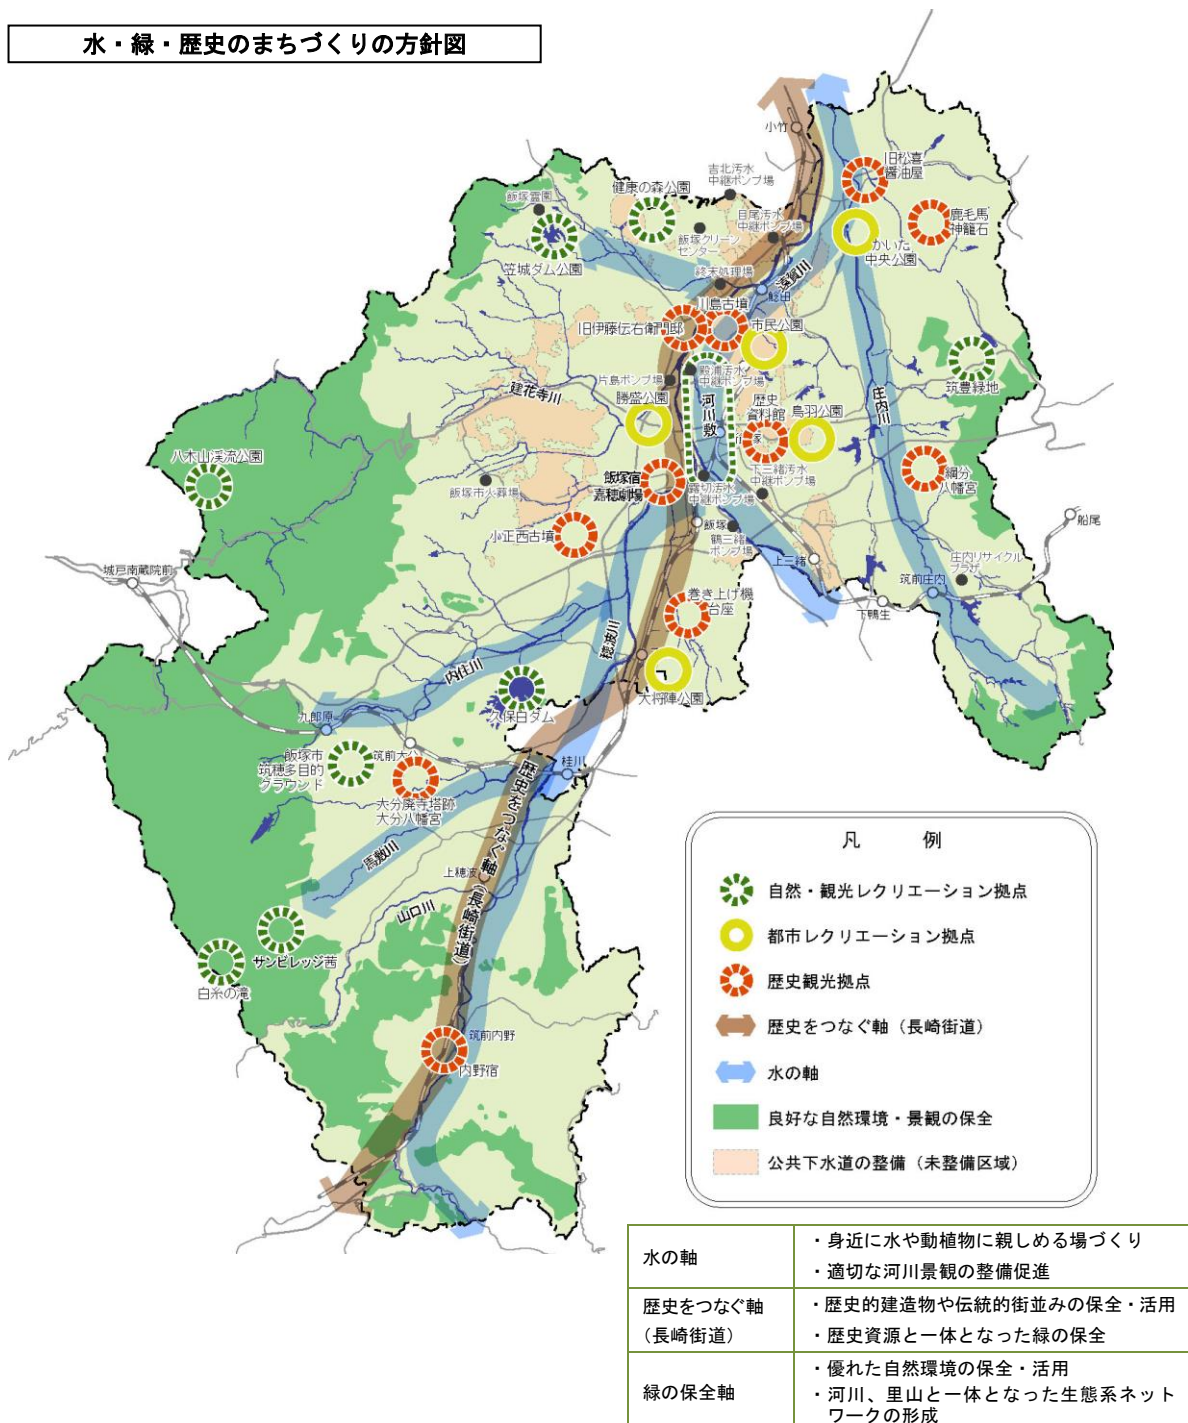 水・緑・歴史のまちづくりの方針図
小竹
旧松喜
醤油屋
吉北汚水
中継ポンプ場
健康の森公園
飯塚霊園
鹿毛馬
神籠石
目尾汚水
中継ポンプ場
飯塚クリーン
センター
かいた
中央公園
笠城ダム公園
終末処理場
遠賀川
鯰田
川島古墳
旧伊藤伝右衛門邸
市民公園
筑豊緑地
片島ポンプ場
中継ポンプ場
建花寺川
勝盛公園
河川敷
歴史
資料館
鳥羽公園
庄内川
八木山渓流公園
飯塚宿
嘉穂劇場
下三緒汚水
中継ポンプ場
綱分
八幡宮
飯塚市火葬場
中継ポンプ場
小正西古墳
飯塚
鶴三緒
ポンプ場
船尾
上三緒
城戸南蔵院前
庄内リサイクル
プラザ
筑前庄内
下鴨生
巻き上げ機
台座
穂波川
内住川
大将陣公園
久保白ダム
九郎原
飯塚市
筑穂多目的
グラウンド
筑前大分
桂川
大分廃寺塔跡
大分八幡宮
歴史をつなぐ軸（長崎街道）
馬敷川
上穂波
山口川
サンビレッジ茜
白糸の滝
筑前内野
内野宿
凡　例
自然・観光レクリエーション拠点
都市レクリエーション拠点
歴史観光拠点
歴史をつなぐ軸（長崎街道）
水の軸
良好な自然環境・景観の保全
公共下水道の整備（未整備区域）
水の軸
・身近に水や動植物に親しめる場づくり
・適切な河川景観の整備促進
歴史をつなぐ軸
（長崎街道）
・歴史的建造物や伝統的街並みの保全・活用
・歴史資源と一体となった緑の保全
緑の保全軸
・優れた自然環境の保全・活用
・河川、里山と一体となった生態系ネット
ワークの形成